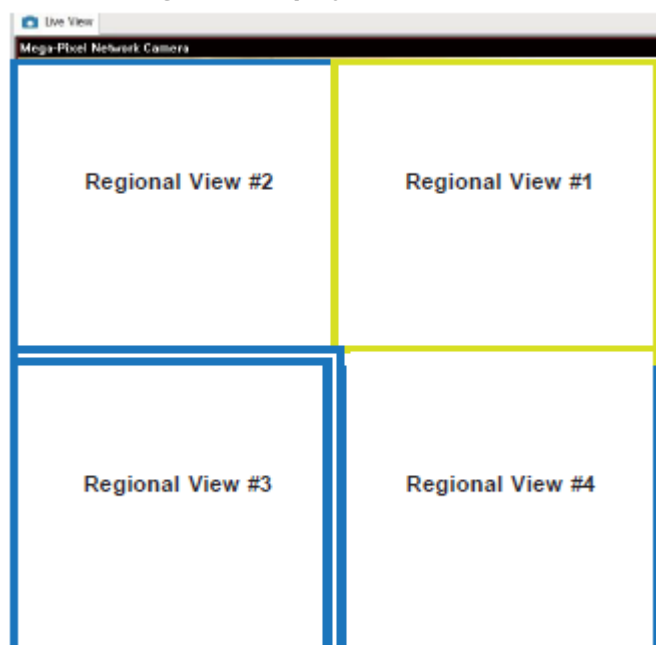 Live View
Mega-Pixel Network Camera
Regional View #2
Regional View #1
Regional View #3
Regional View #4